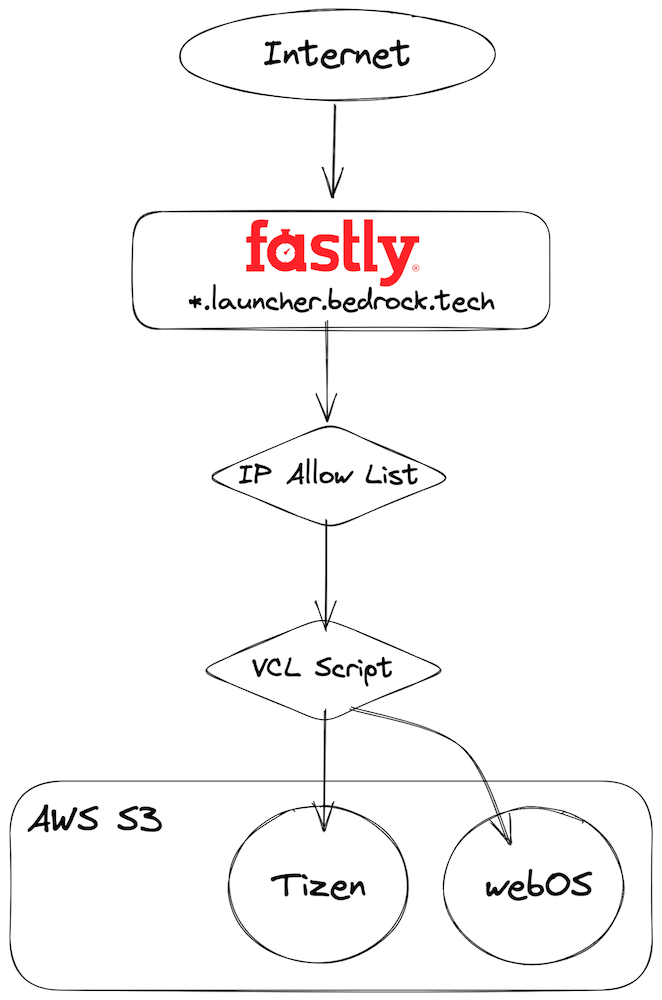 Internet
fastly®
*.launcher.bedrock.tech
IP Allow List
VCL Script
AWS S3
Tizen
webOS